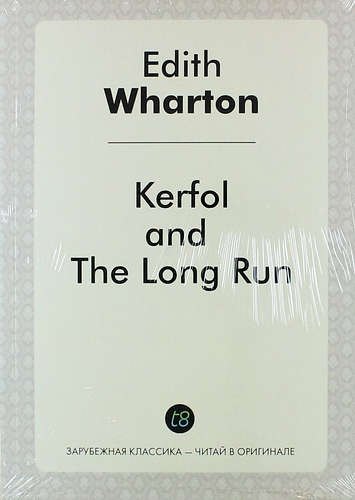 Edith
Wharton
Kerfol
and
The Long Run
t8
ЗАРУБЕЖНАЯ КЛАССИКА — ЧИТАЙ В ОРИГИНАЛЕ